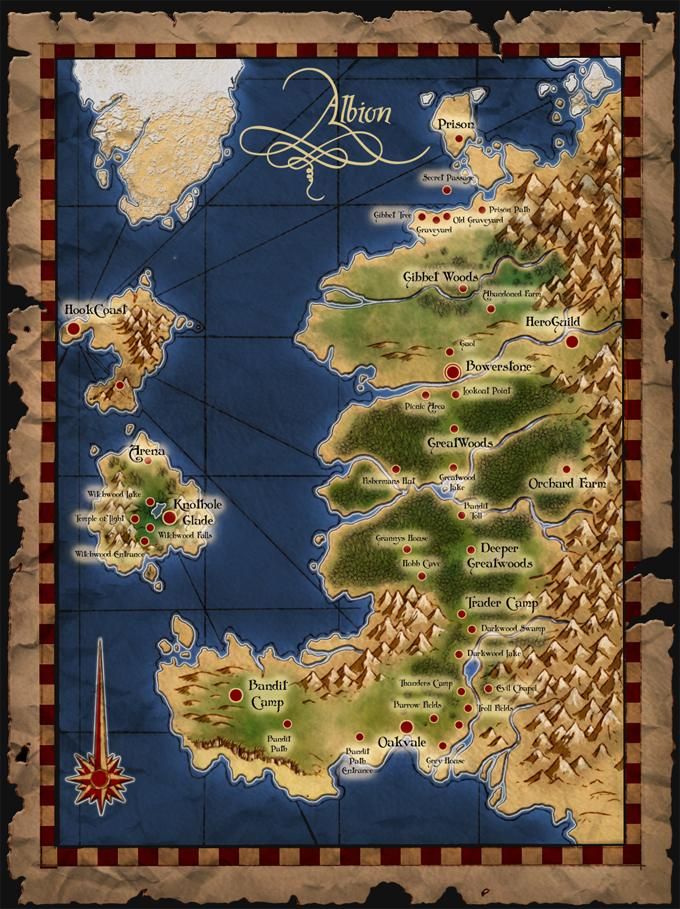 Albion
Prison
Secret Passage
Gibbet Tree
Prison Path
Old Graveyard
Graveyard
Gibbet Woods
Abandoned Farm
HookCoast
HeroGuild
Gaol
Bowerstone
Lookout Point
Picnic Area
GreatWoods
Arena
Fishermans Hut
Greatwood
Lake
Orchard Farm
Witchwood Lake
Knothole
Glade
Temple of light
Witchwood Falls
Witchwood Entrance
Bandit
Toll
Grannys House
Deeper
Greatwoods
Hobb Cave
Trader Camp
Darkwood Swamp
Darkwood Lake
Bandit
Camp
Thunders Camp
Evil Chapel
Barrow Fields
Troll Fields
Bandit
Path
Oakvale
Bandit
Path
Entrance
Grey House